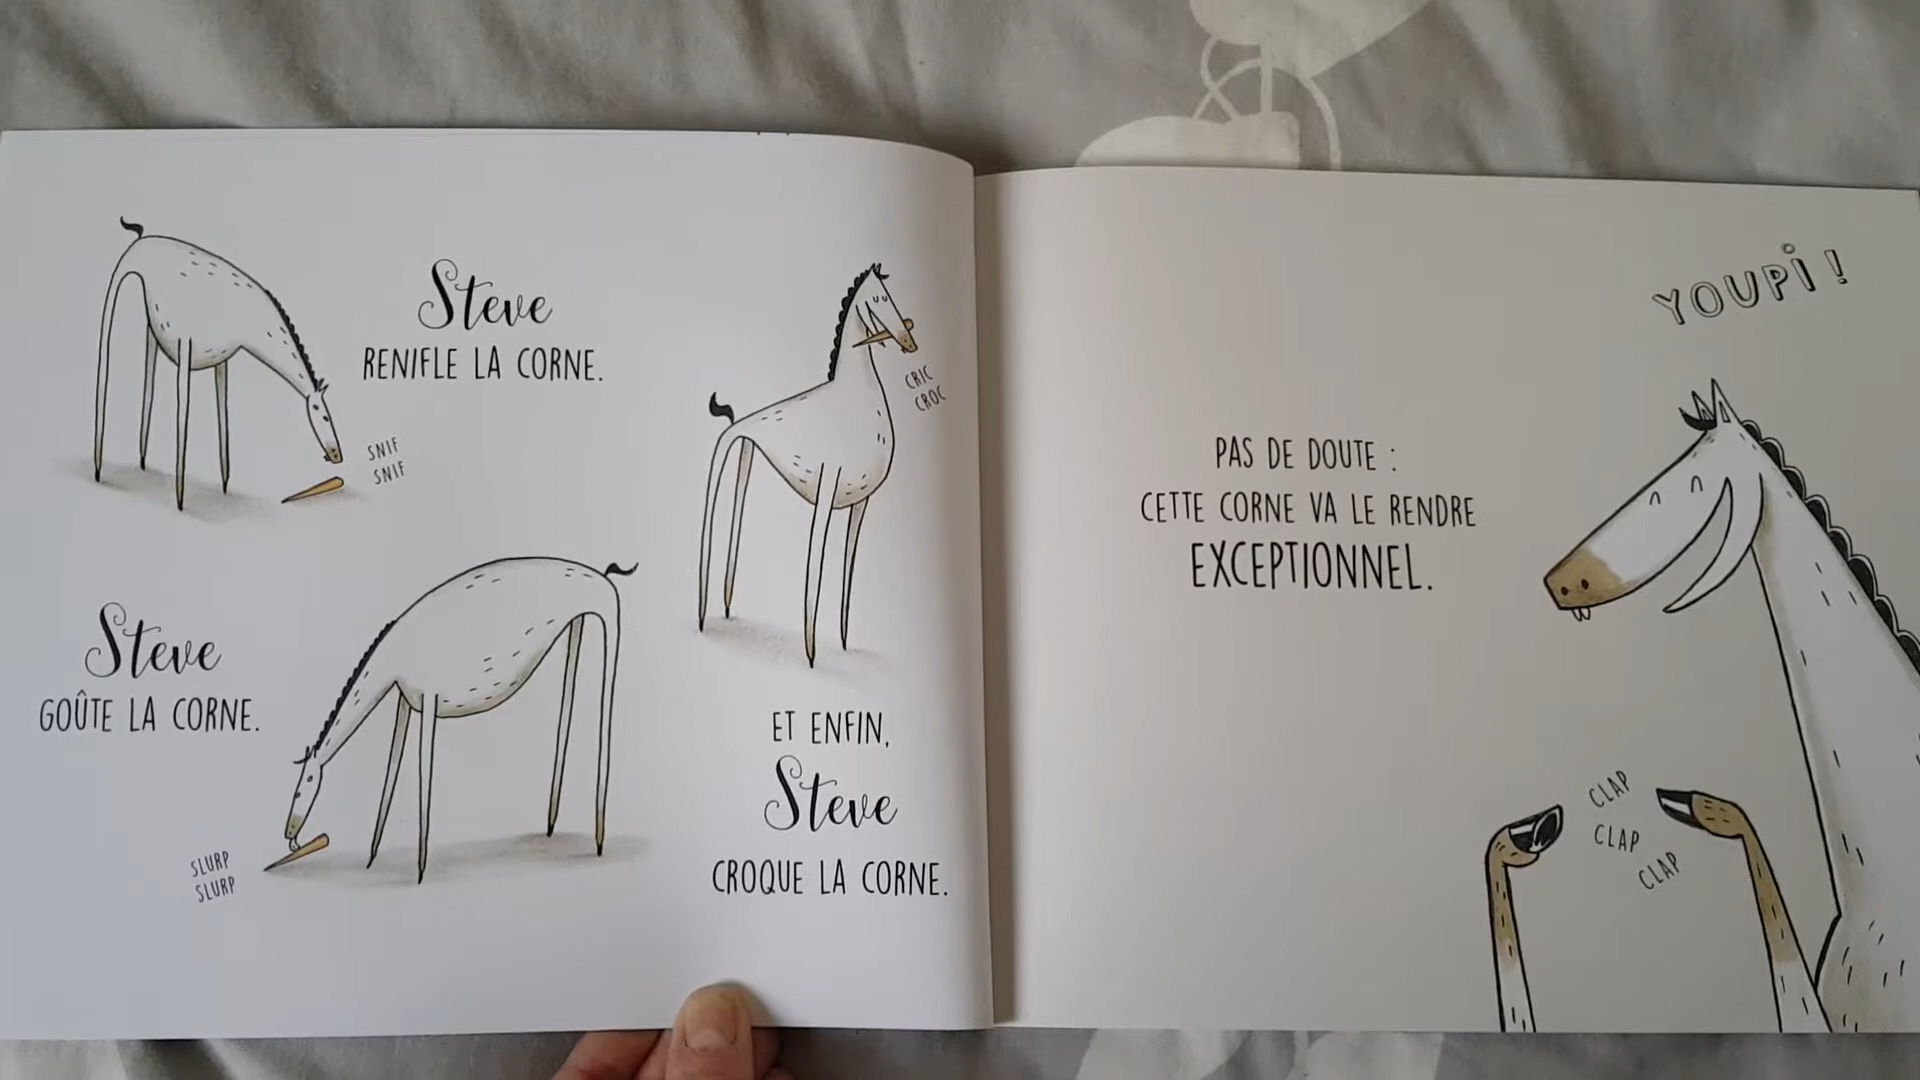 Steve
RENIFLE LA CORNE.
SNIF
SNIF
Steve
GOÛTE LA CORNE.
SLURP
SLURP
CRIC
CROC
ET ENFIN,
Steve
CROQUE LA CORNE.
YOUPI !
PAS DE DOUTE :
CETTE CORNE VA LE RENDRE
EXCEPTIONNEL.
CLAP
CLAP
CLAP